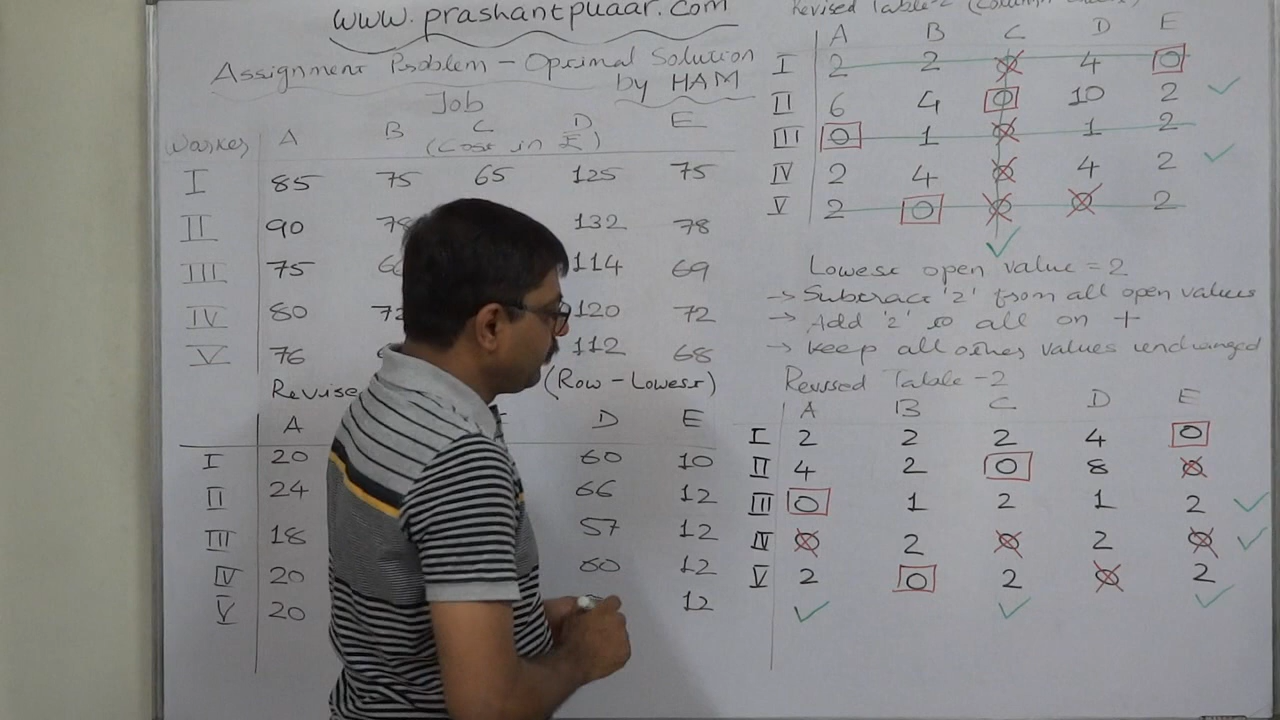 www.prashantpuaar.com
Assignment Problem - Optimal Solution
by HAM
Job
Worker A B C D E
(Cost in £)
I 85 75 65 125 75
II 90 78 132 78
III 75 114 69
IV 80 72 120 72
V 76 112 68
(Row - Lowest)
A D E
I 20 60 10
II 24 66 12
III 18 57 12
IV 20 60 12
V 20 12
Revised Table-2
A B C D E
I 2 2 0 4 0
II 6 4 0 10 2
III 0 1 0 1 2
IV 2 4 0 4 2
V 2 0 0 0 2
Lowest open value = 2
→ Subtract '2' from all open values
→ Add '2' to all on +
→ Keep all other values unchanged
Revised Table -2
A B C D E
I 2 2 2 4 0
II 4 2 0 8 0
III 0 1 2 1 2
IV 0 2 0 2 0
V 2 0 2 0 2